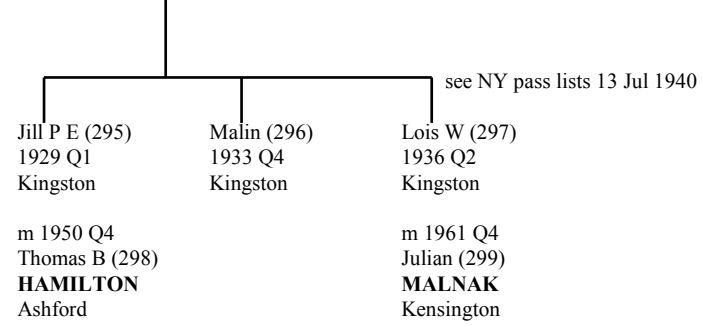 see NY pass lists 13 Jul 1940
Jill P E (295)
1929 Q1
Kingston
m 1950 Q4
Thomas B (298)
HAMILTON
Ashford
Malin (296)
1933 Q4
Kingston
Lois W (297)
1936 Q2
Kingston
m 1961 Q4
Julian (299)
MALNAK
Kensington